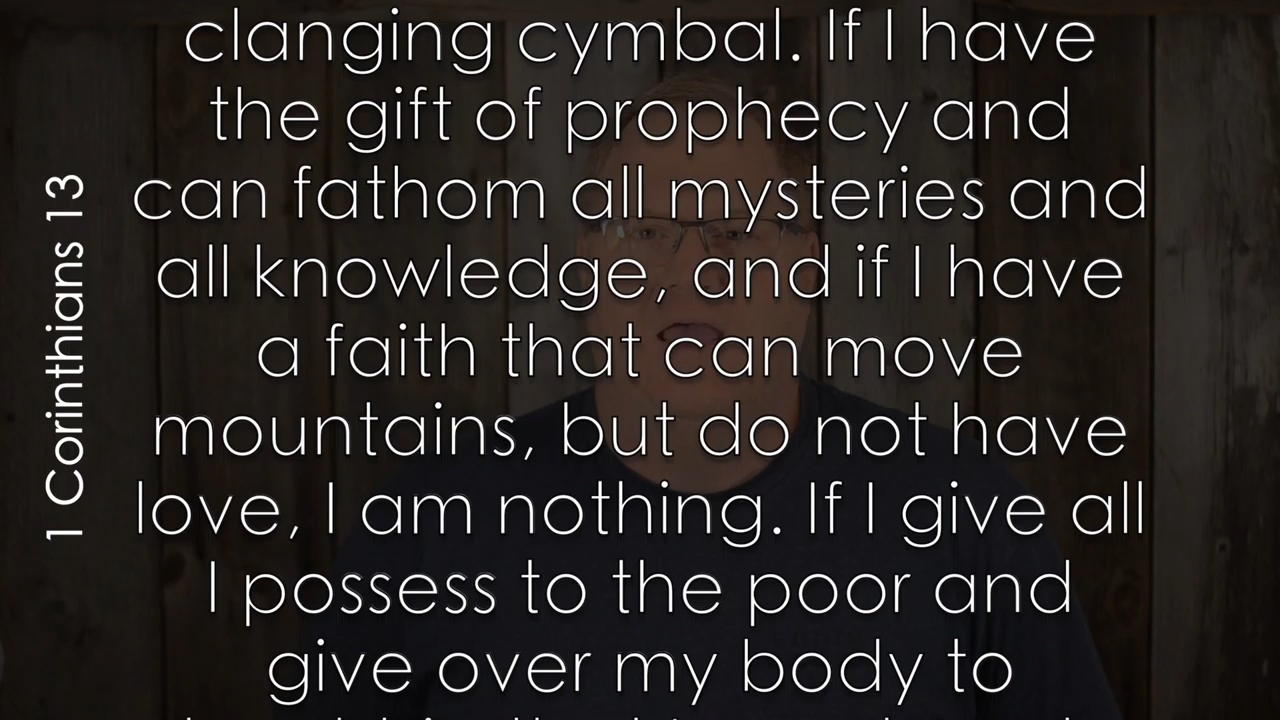 1 Corinthians 13
clanging cymbal. If I have
the gift of prophecy and
can fathom all mysteries and
all knowledge, and if I have
a faith that can move
mountains, but do not have
love, I am nothing. If I give all
I possess to the poor and
give over my body to